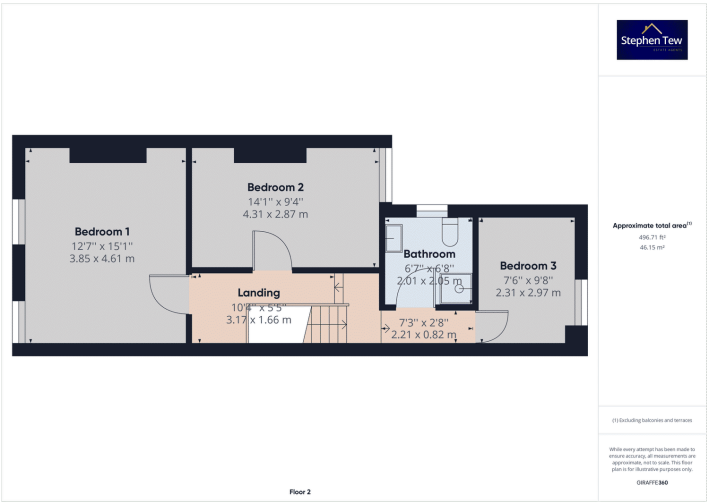 Stephen Tew
Bedroom 1
12'7" x 15'1"
3.85 x 4.61 m
Bedroom 2
14'1" x 9'4"
4.31 x 2.87 m
Bathroom
6'7" x 6'8"
2.01 x 2.05 m
Bedroom 3
7'6" x 9'8"
2.31 x 2.97 m
Landing
10'4" x 5'5"
3.17 x 1.66 m
7'3" x 2'8"
2.21 x 0.82 m
Floor 2
Approximate total area(1)
496.71 ft²
46.15 m²
(1) Excluding balconies and terraces
While every attempt has been made to
ensure accuracy, all measurements are
approximate, not to scale. This floor
plan is for illustrative purposes only.
GIRAFFE360